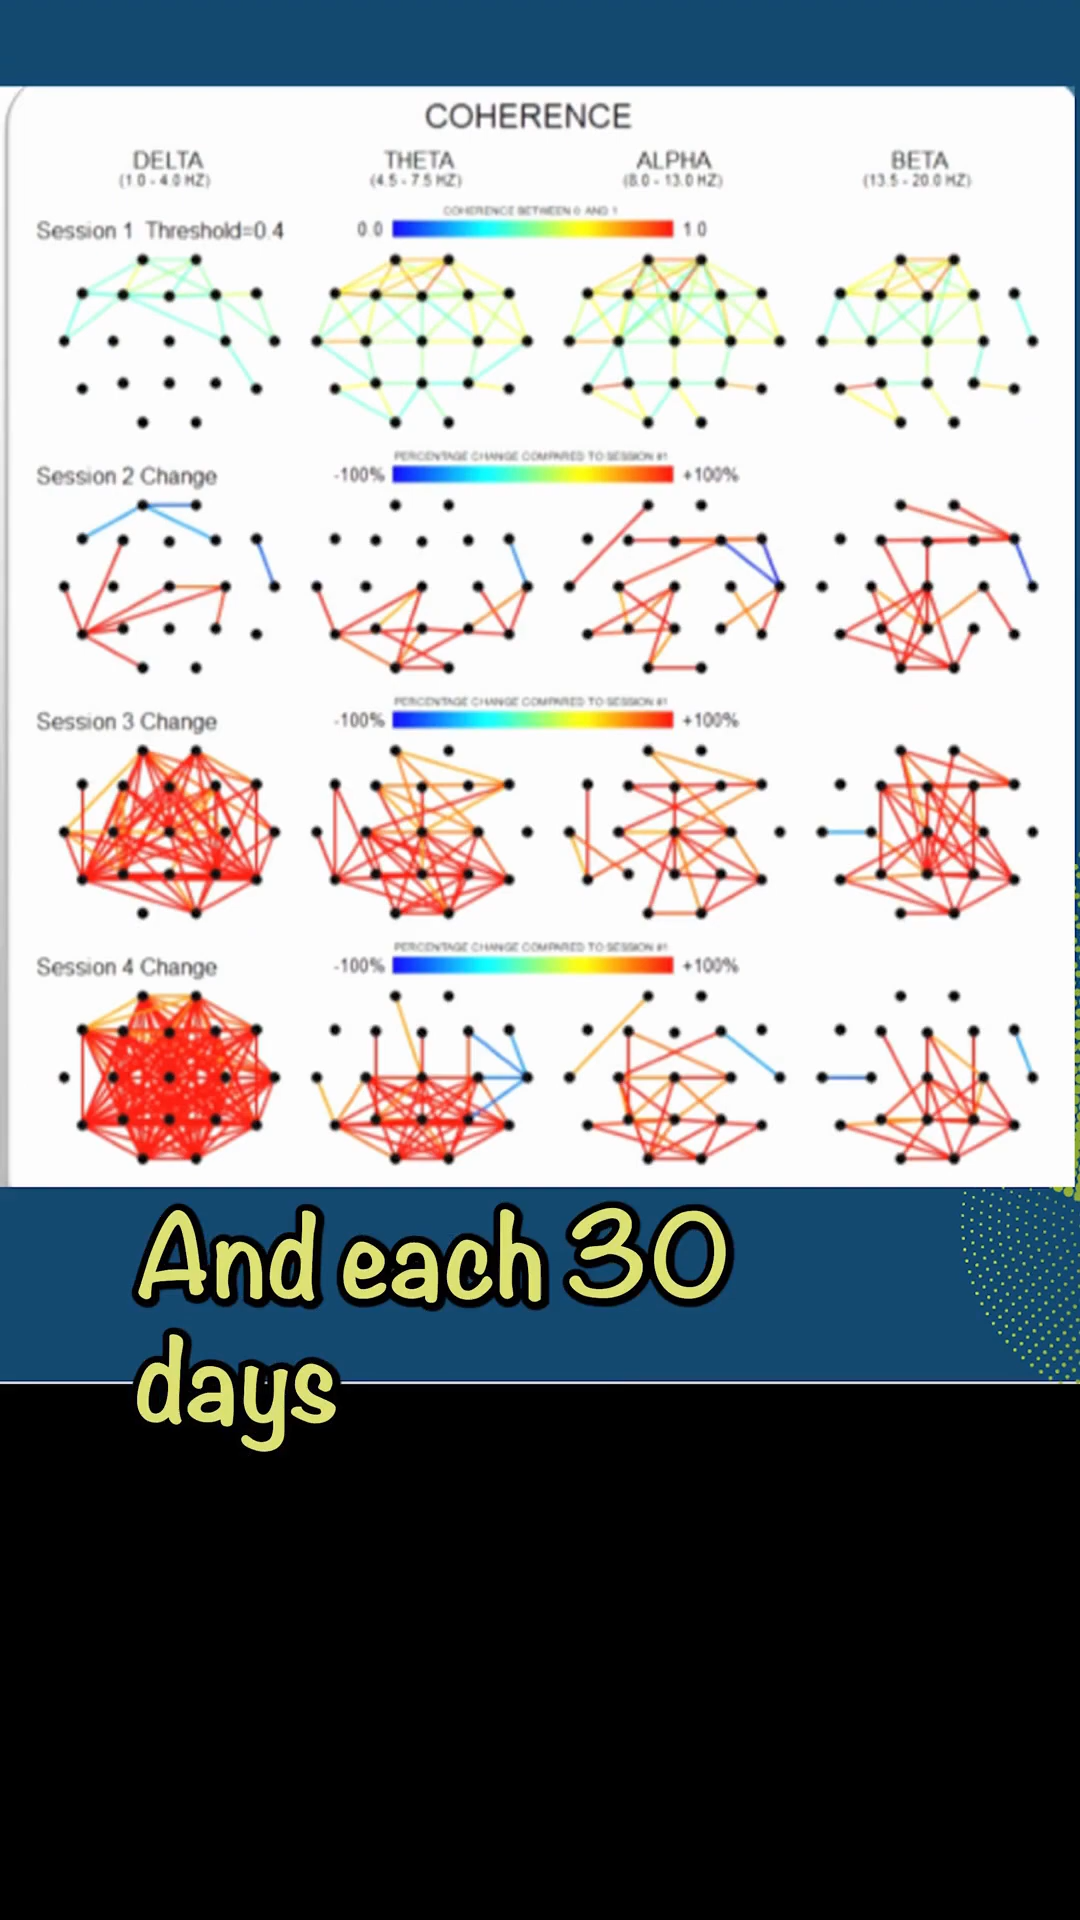 COHERENCE
DELTA THETA ALPHA BETA
(1.0 - 4.0 HZ) (4.5 - 7.5 HZ) (8.0 - 13.0 HZ) (13.5 - 20.0 HZ)
COHERENCE BETWEEN 0 AND 1
Session 1 Threshold=0.4 0.0 1.0
PERCENTAGE CHANGE COMPARED TO SESSION #1
Session 2 Change -100% +100%
PERCENTAGE CHANGE COMPARED TO SESSION #1
Session 3 Change -100% +100%
PERCENTAGE CHANGE COMPARED TO SESSION #1
Session 4 Change -100% +100%
And each 30
days